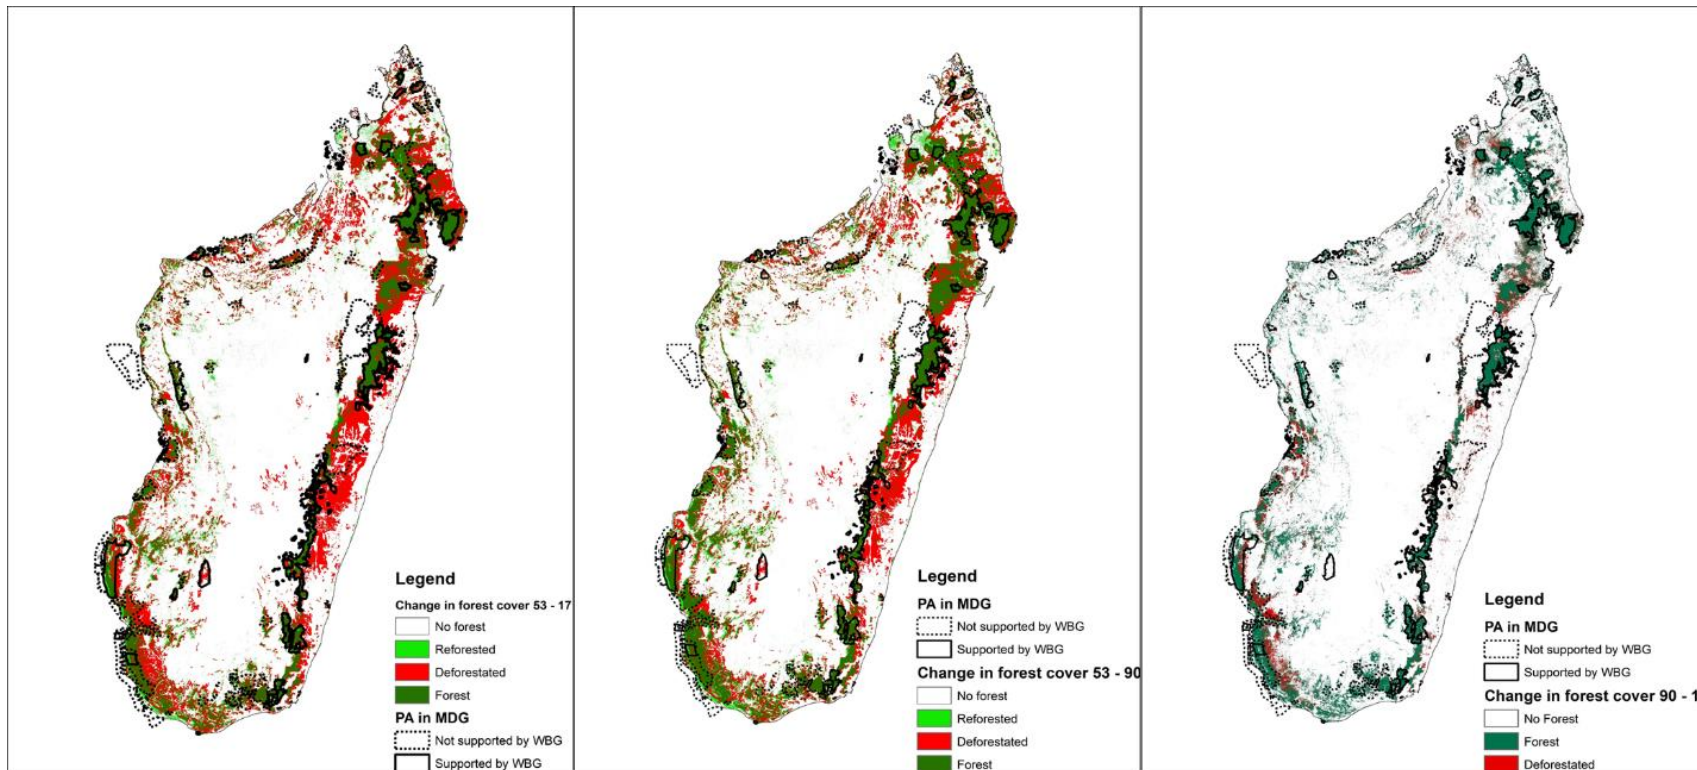 Legend
Change in forest cover 53 - 17
No forest
Reforested
Deforestated
Forest
PA in MDG
Not supported by WBG
Supported by WBG
Legend
PA in MDG
Not supported by WBG
Supported by WBG
Change in forest cover 53 - 90
No forest
Reforested
Deforestated
Forest
Legend
PA in MDG
Not supported by WBG
Supported by WBG
Change in forest cover 90 - 1
No Forest
Forest
Deforestated